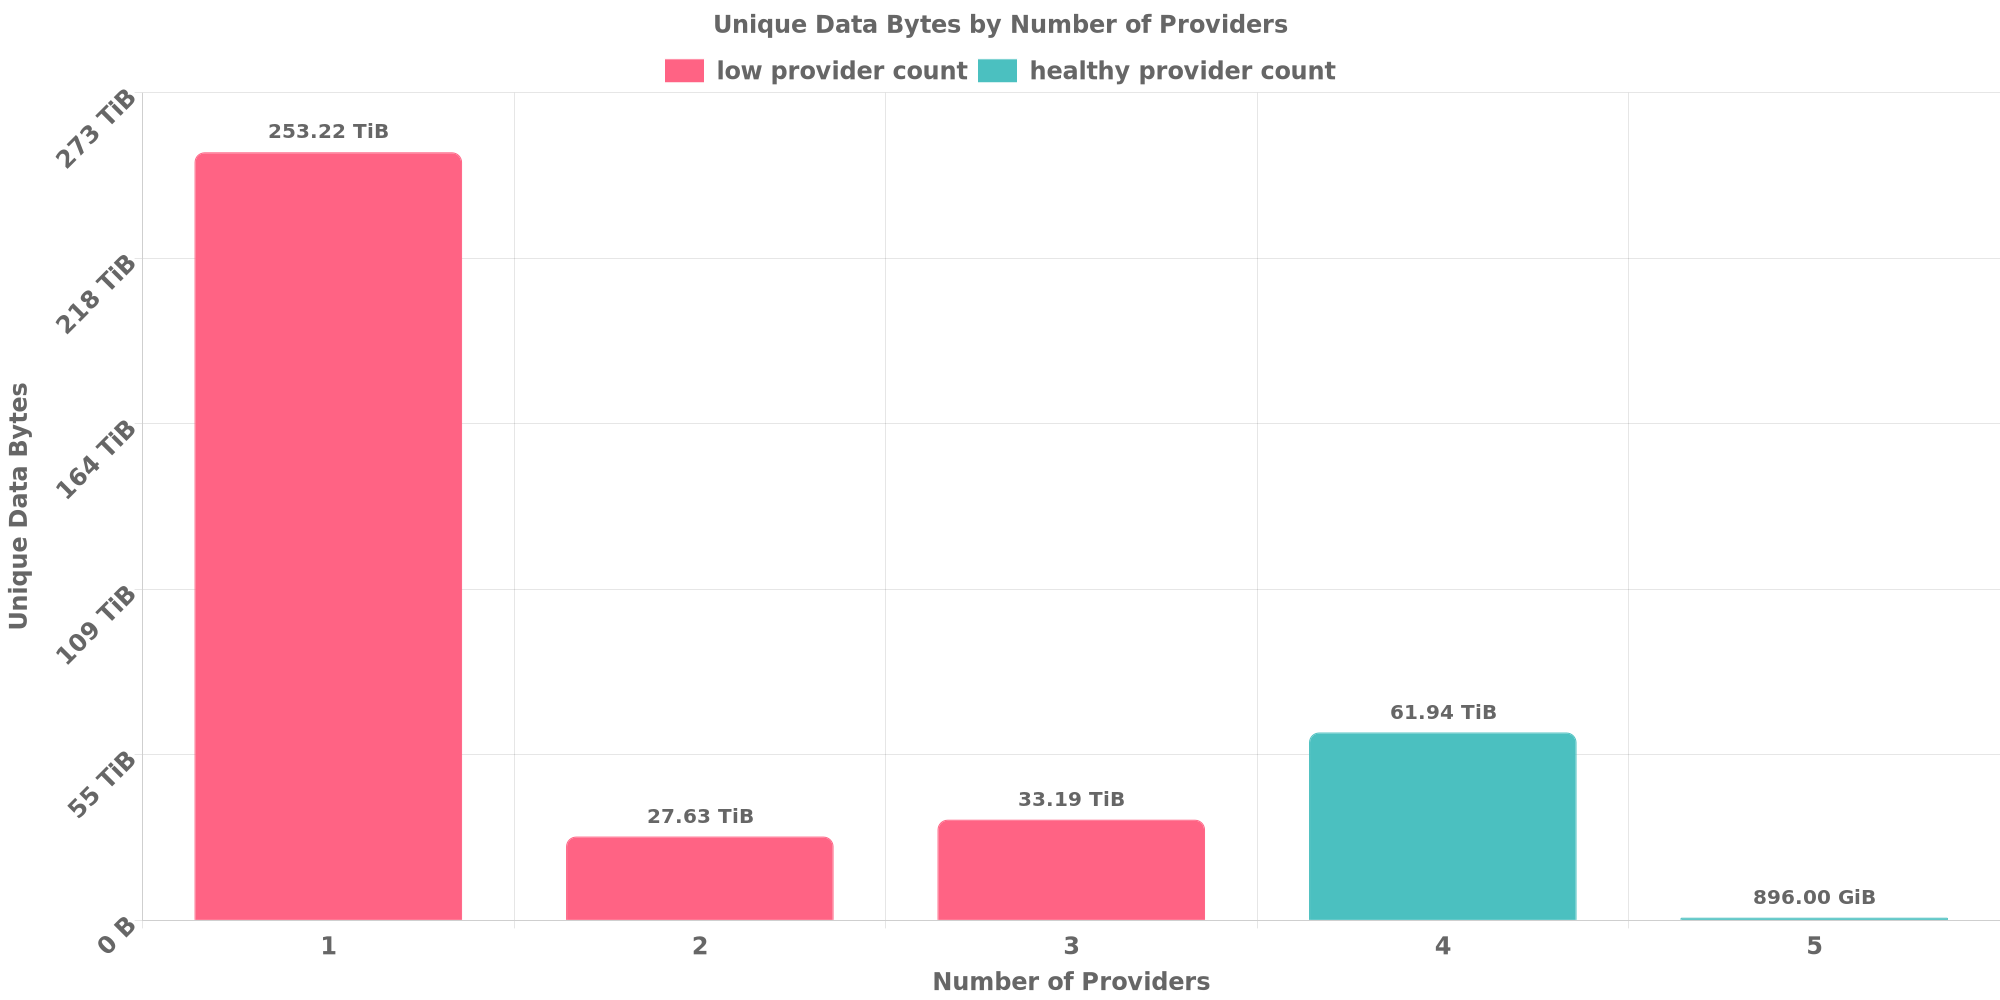 Unique Data Bytes by Number of Providers
low provider count healthy provider count
273 TiB
218 TiB
164 TiB
109 TiB
55 TiB
0 B
Unique Data Bytes
253.22 TiB
27.63 TiB
33.19 TiB
61.94 TiB
896.00 GiB
1 2 3 4 5
Number of Providers